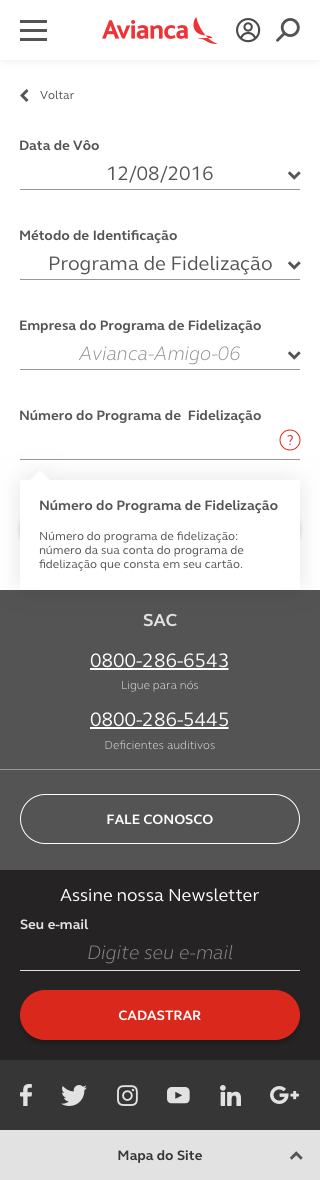 Avianca
Voltar
Data de Vôo
12/08/2016
Método de Identificação
Programa de Fidelização
Empresa do Programa de Fidelização
Avianca-Amigo-06
Número do Programa de  Fidelização
?
Número do Programa de Fidelização
Número do programa de fidelização:
número da sua conta do programa de
fidelização que consta em seu cartão.
SAC
0800-286-6543
Ligue para nós
0800-286-5445
Deficientes auditivos
FALE CONOSCO
Assine nossa Newsletter
Seu e-mail
Digite seu e-mail
CADASTRAR
Mapa do Site